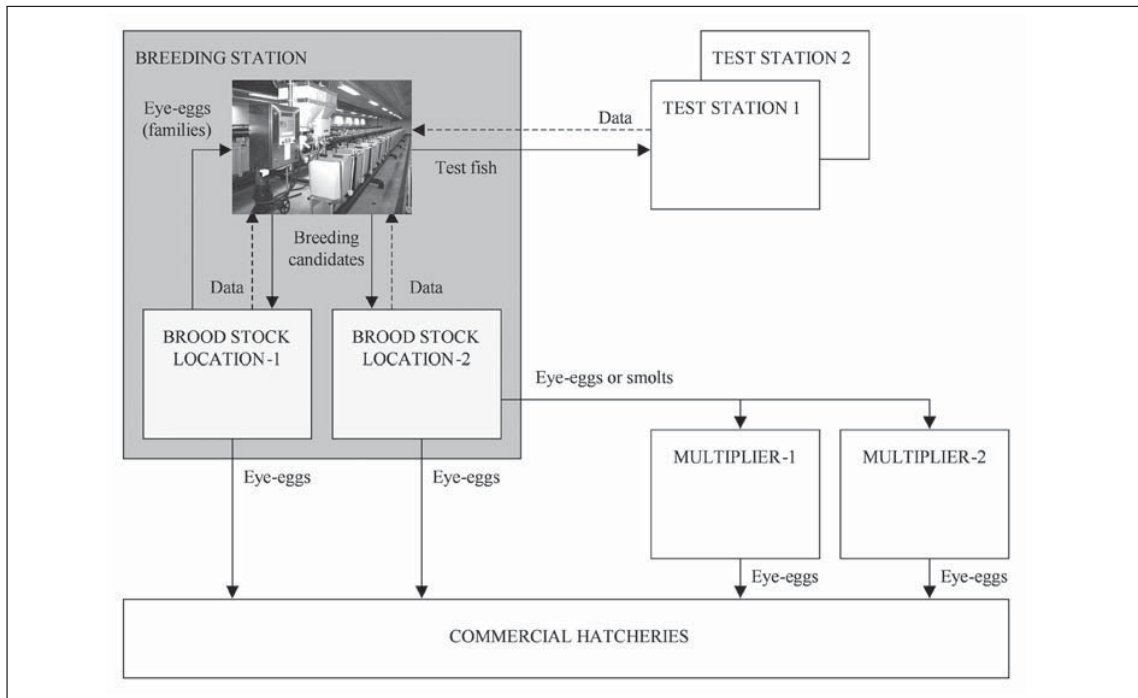 BREEDING STATION
TEST STATION 2
TEST STATION 1
Eye-eggs
(families)
Data
Test fish
Breeding
candidates
Data
Data
BROOD STOCK
LOCATION-1
BROOD STOCK
LOCATION-2
Eye-eggs or smolts
MULTIPLIER-1
MULTIPLIER-2
Eye-eggs
Eye-eggs
Eye-eggs
Eye-eggs
COMMERCIAL HATCHERIES